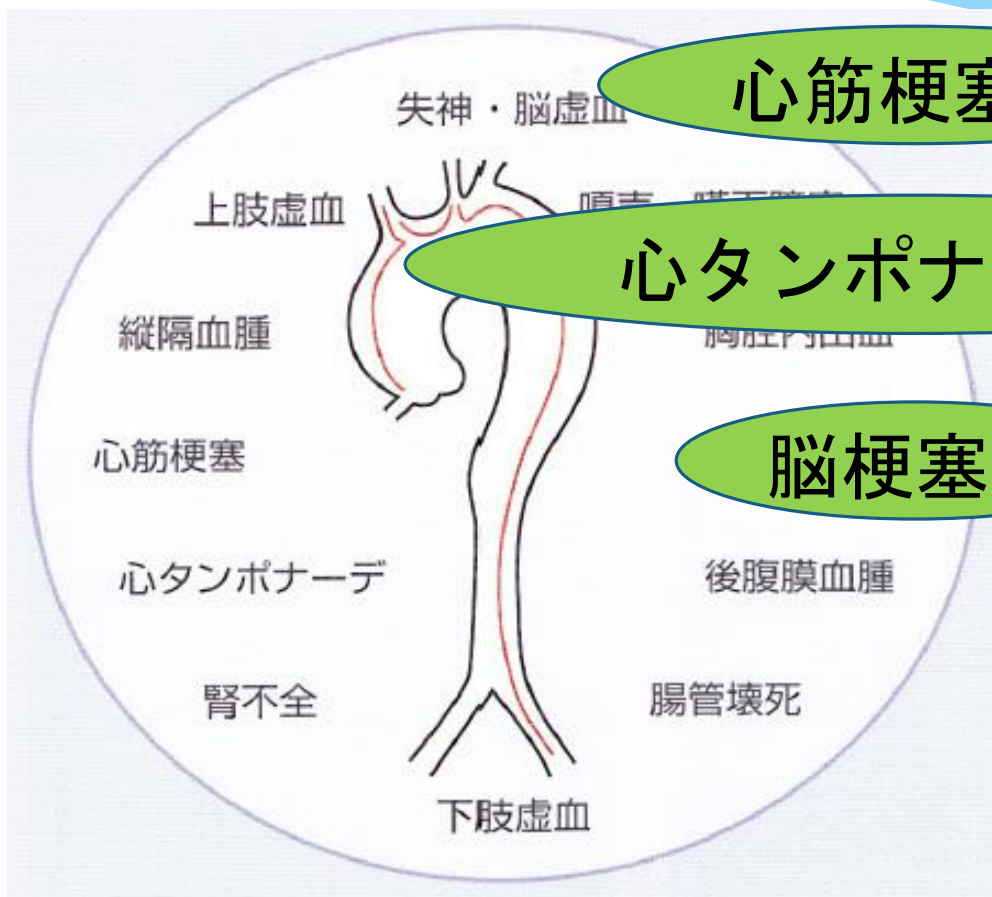 失神・脳虚血
心筋梗
上肢虚血
心タンポナ
縦隔血腫
心筋梗塞
脳梗塞
心タンポナーデ
後腹膜血腫
腎不全
腸管壊死
下肢虚血